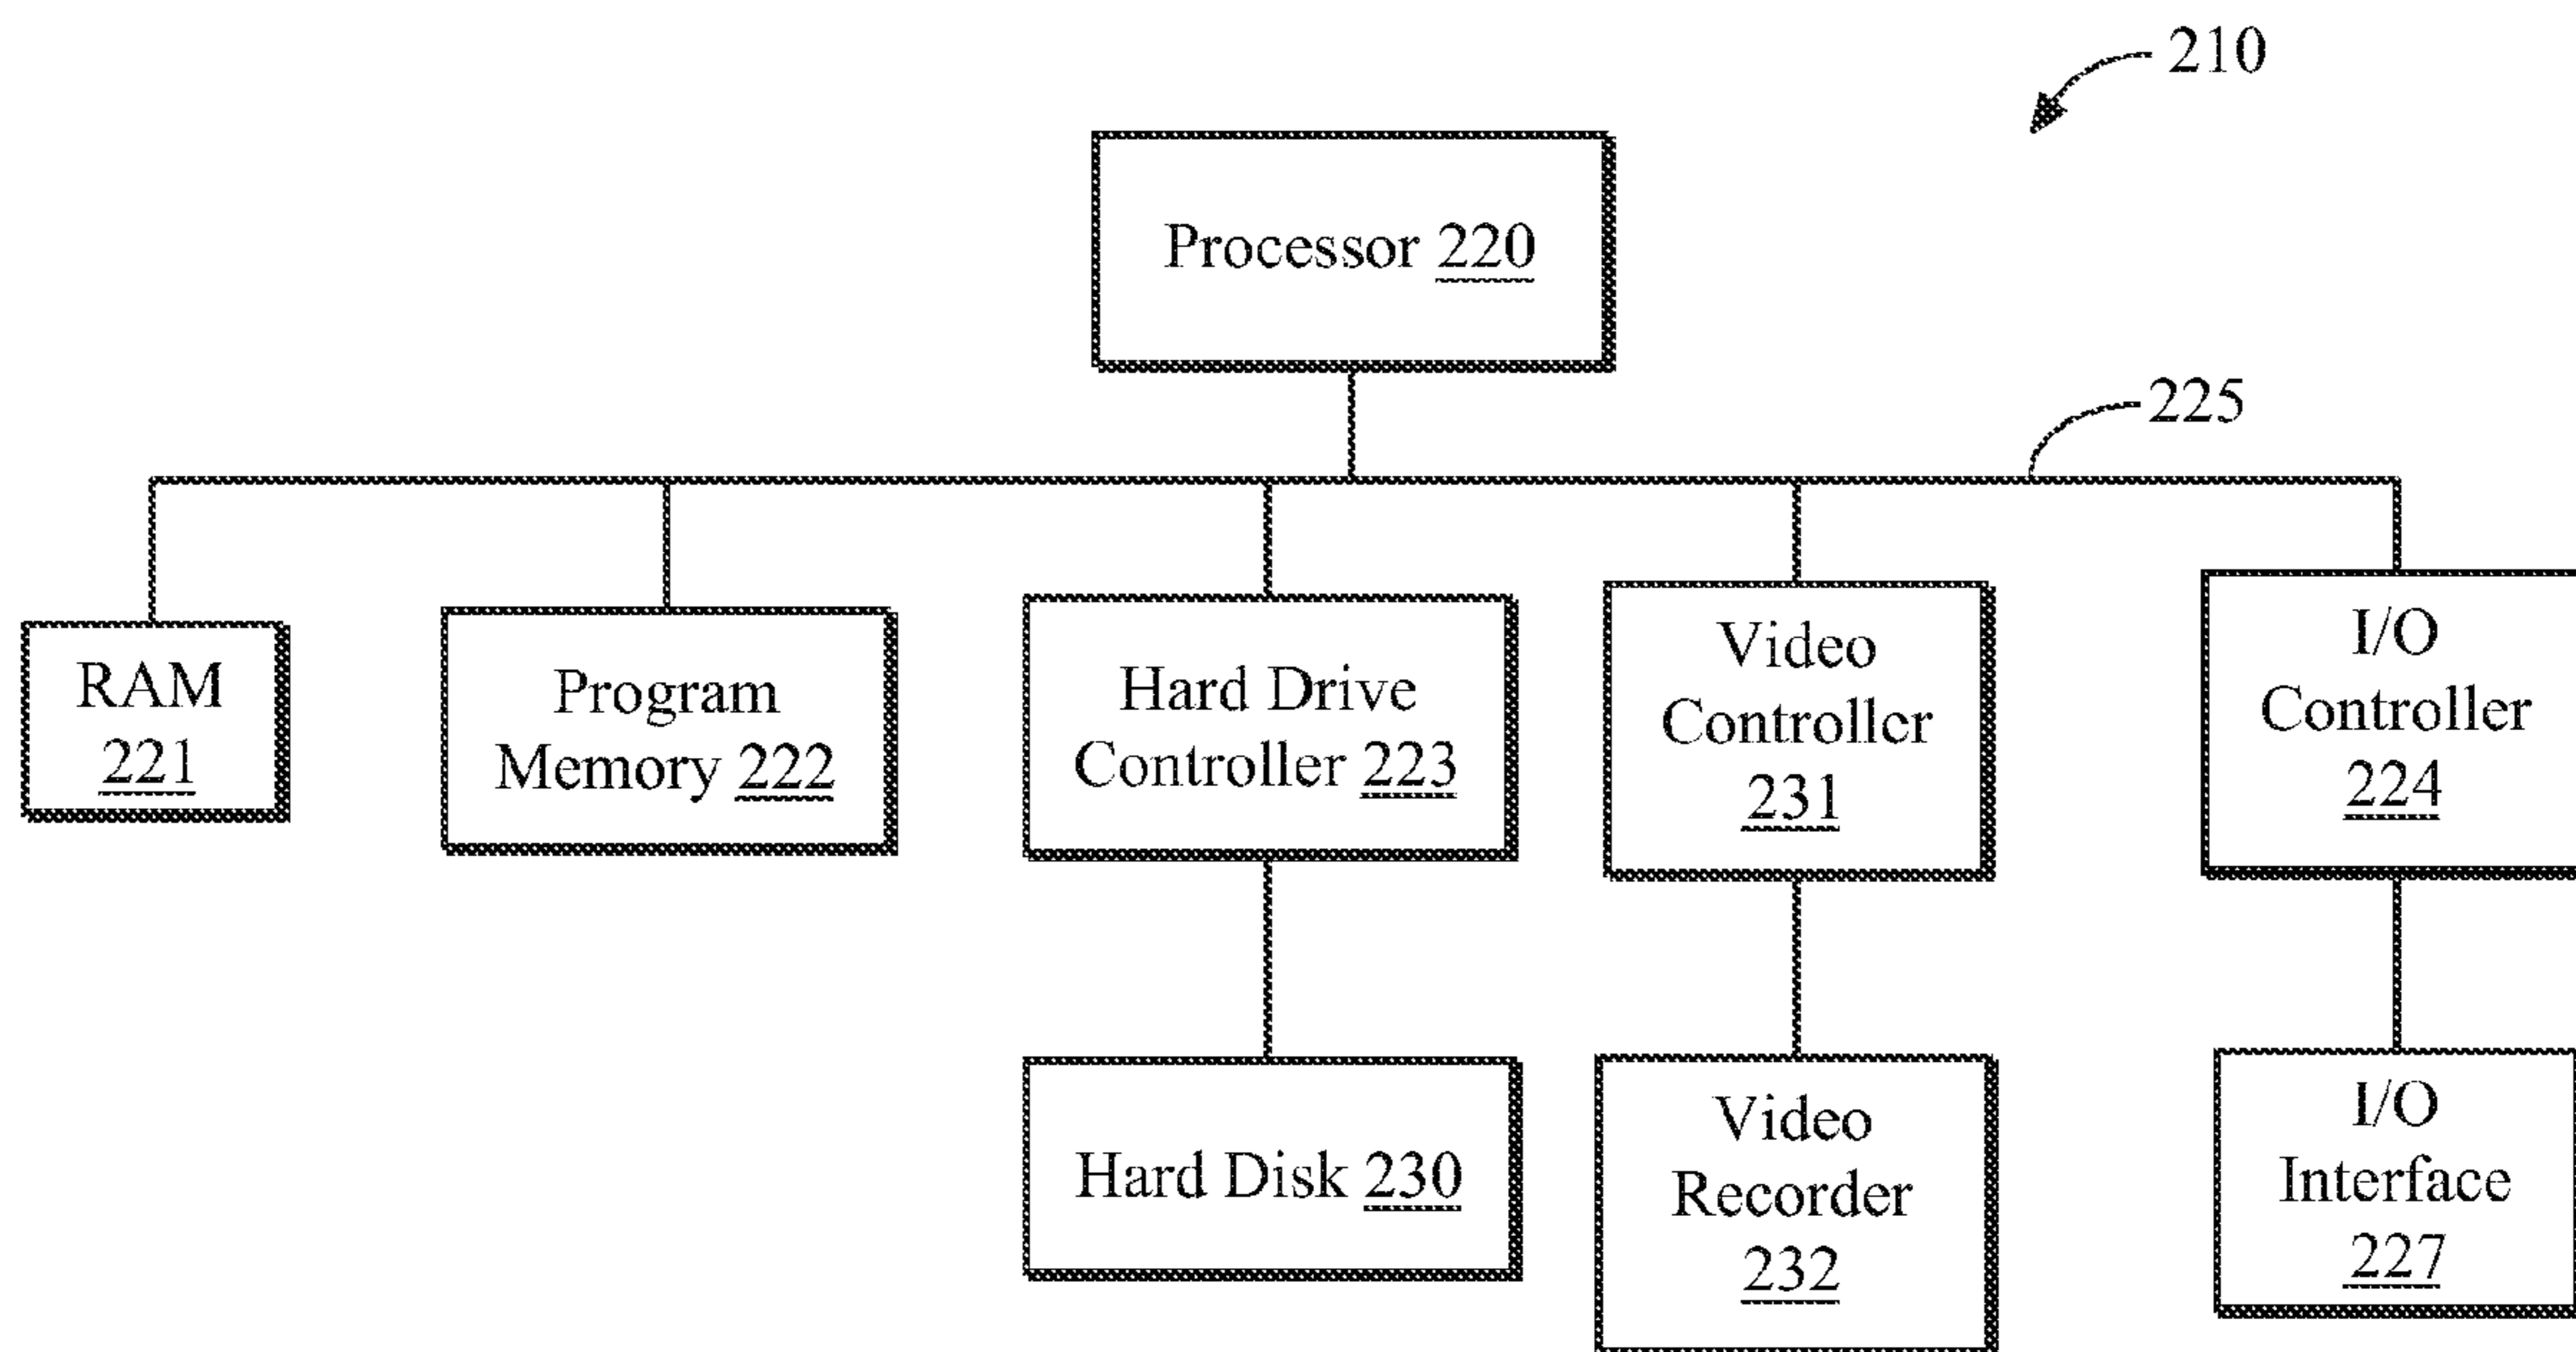 210
Processor 220
225
RAM
221
Program
Memory 222
Hard Drive
Controller 223
Video
Controller
231
I/O
Controller
224
Hard Disk 230
Video
Recorder
232
I/O
Interface
227